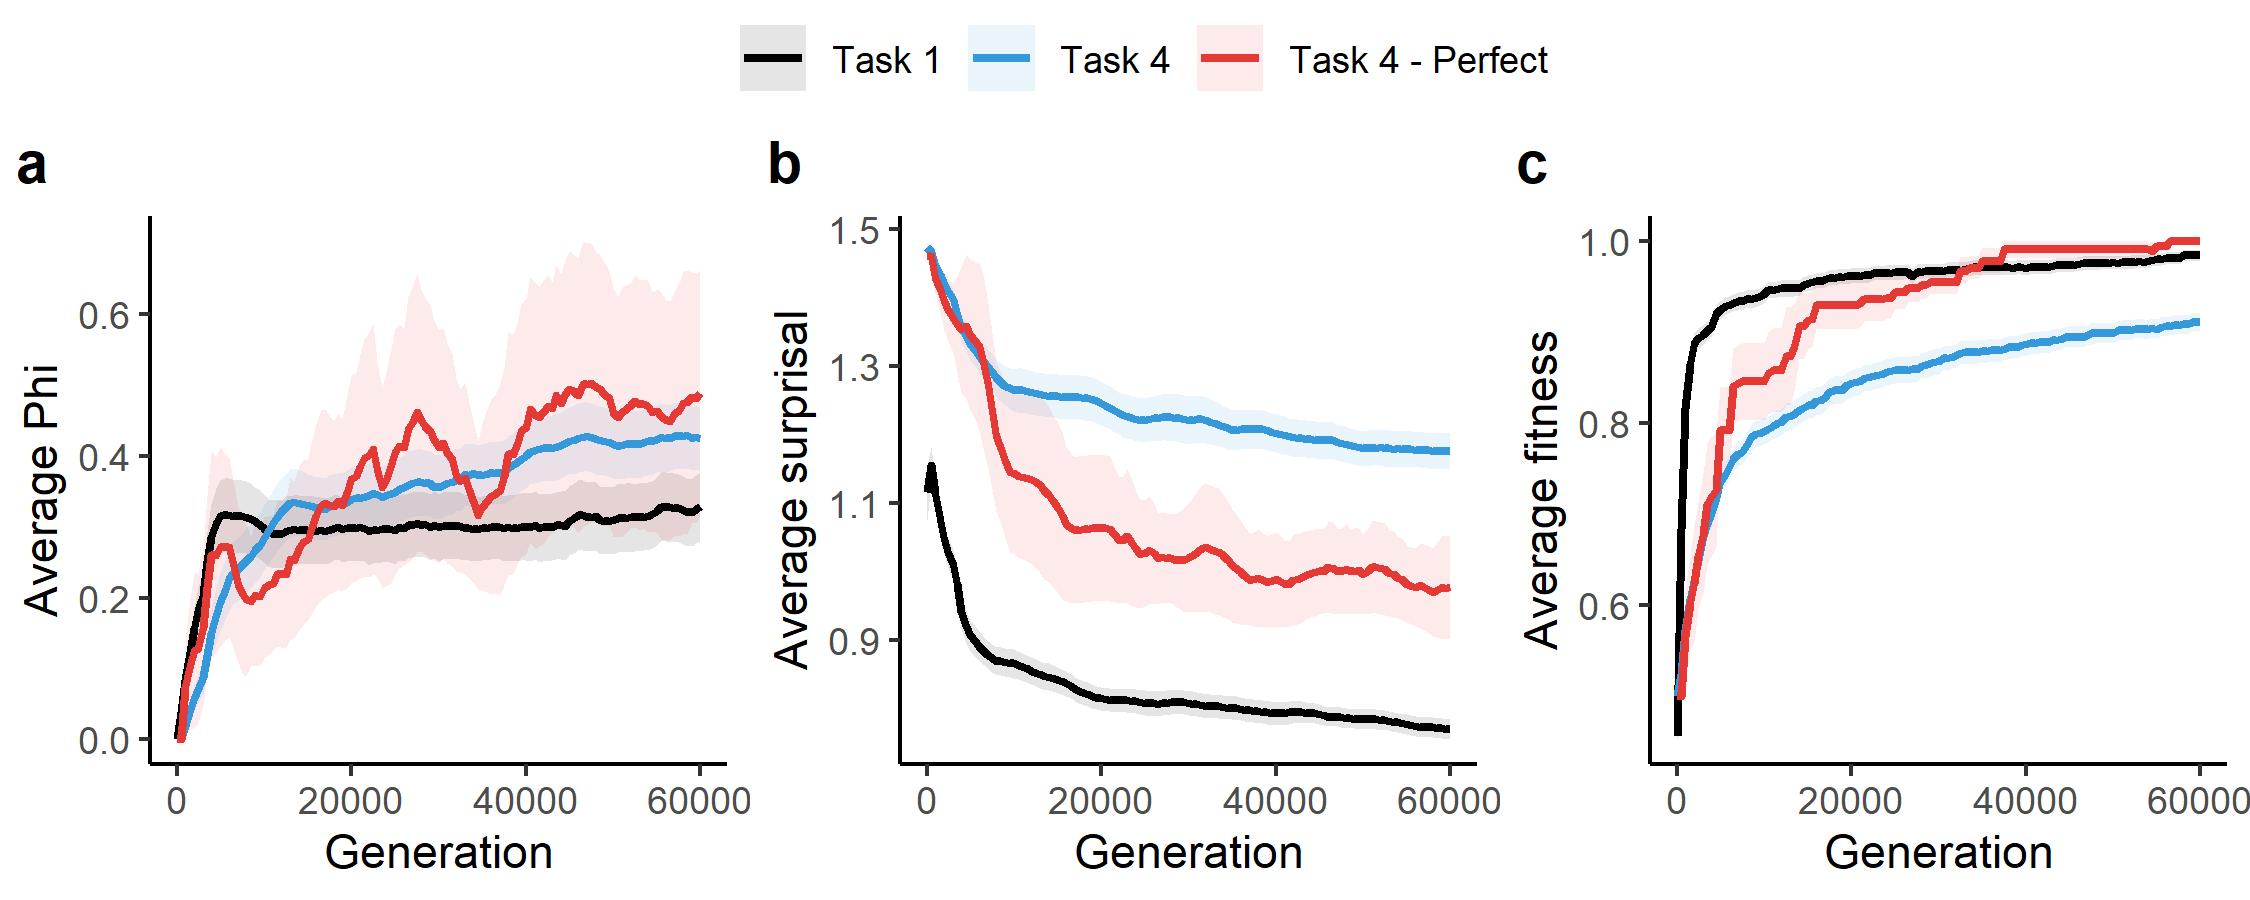 Task 1 Task 4 Task 4 - Perfect
a b c
Average Phi
0.6
0.4
0.2
0.0
0 20000 40000 60000
Generation
Average surprisal
1.5
1.3
1.1
0.9
0 20000 40000 60000
Generation
Average fitness
1.0
0.8
0.6
0 20000 40000 60000
Generation